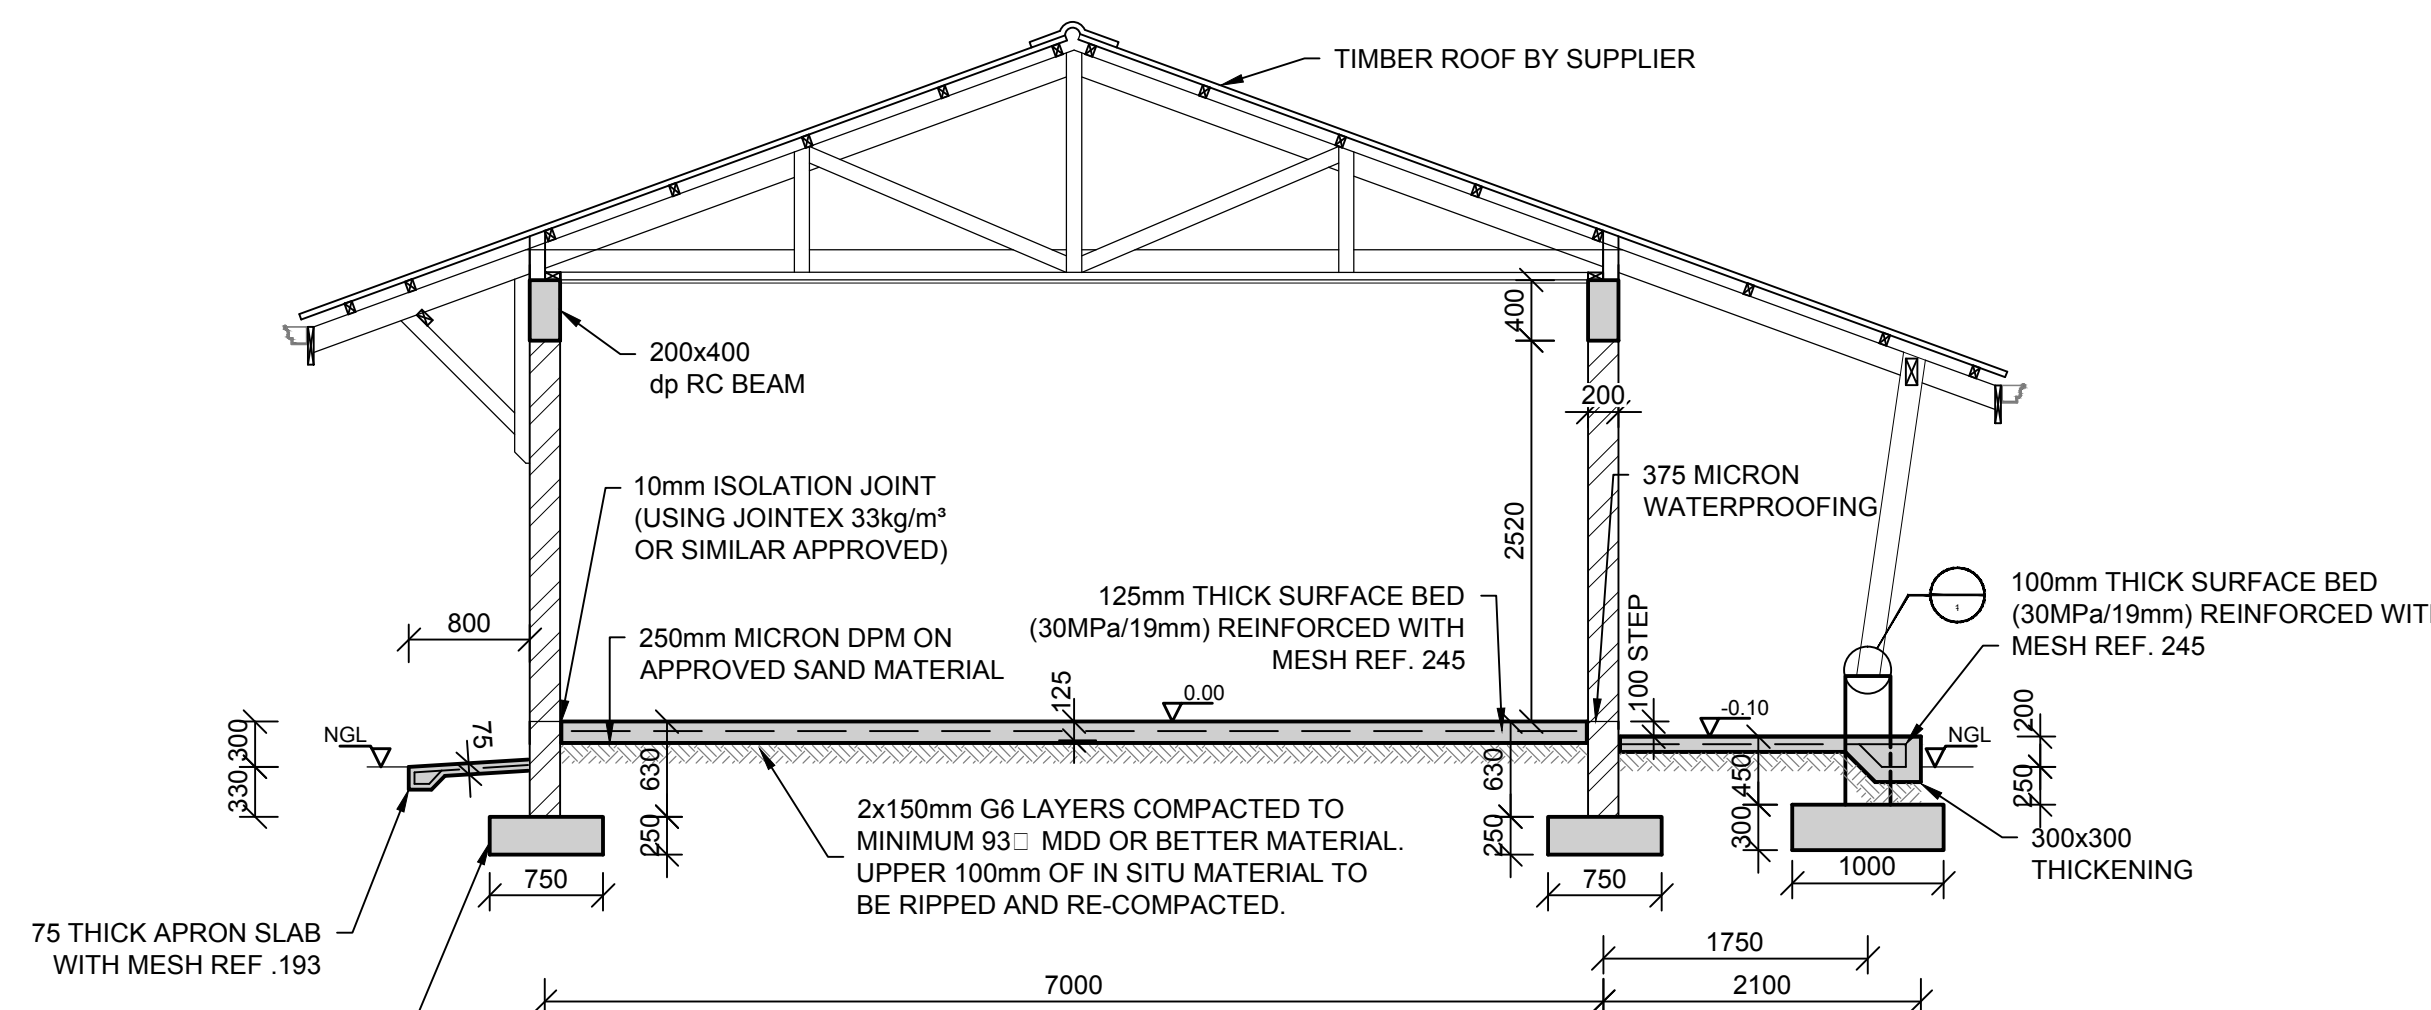 TIMBER ROOF BY SUPPLIER
400
200x400
dp RC BEAM
200
10mm ISOLATION JOINT
(USING JOINTEX 33kg/m³
OR SIMILAR APPROVED)
375 MICRON
WATERPROOFING
2520
125mm THICK SURFACE BED
(30MPa/19mm) REINFORCED WITH
MESH REF. 245
100mm THICK SURFACE BED
(30MPa/19mm) REINFORCED WIT
MESH REF. 245
800
250mm MICRON DPM ON
APPROVED SAND MATERIAL
100 STEP
125
0.00
-0.10
200
300
NGL
75
NGL
330
630
630
450
250
2x150mm G6 LAYERS COMPACTED TO
MINIMUM 93□ MDD OR BETTER MATERIAL.
UPPER 100mm OF IN SITU MATERIAL TO
BE RIPPED AND RE-COMPACTED.
250
250
300
300x300
THICKENING
750
750
1000
75 THICK APRON SLAB
WITH MESH REF .193
1750
7000
2100